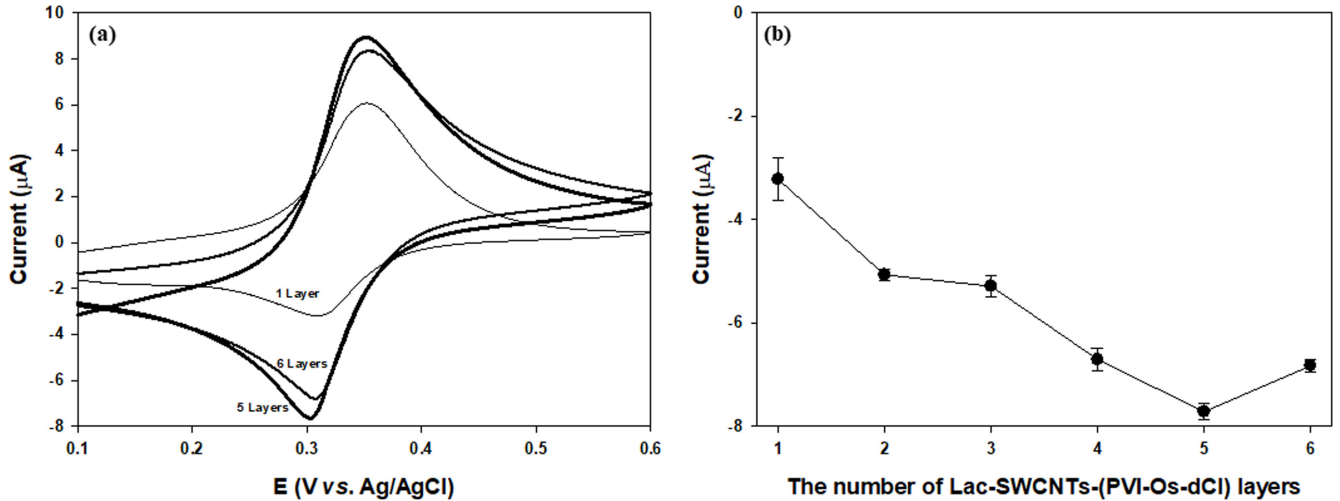 (a)
10
8
6
4
2
0
-2
-4
-6
-8
Current (μA)
1 Layer
6 Layers
5 Layers
0.1 0.2 0.3 0.4 0.5 0.6
E (V vs. Ag/AgCl)
(b)
0
-2
-4
-6
-8
Current (μA)
1 2 3 4 5 6
The number of Lac-SWCNTs-(PVI-Os-dCl) layers